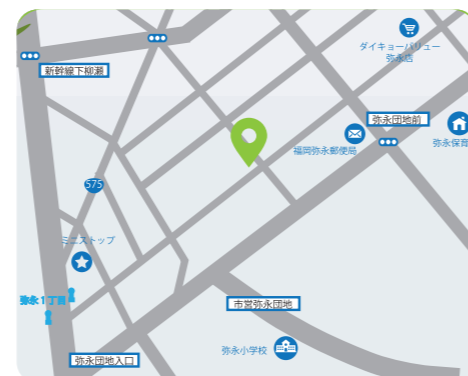 ダイキョーバリュー
弥永店
新幹線下柳瀬
弥永団地前
福岡弥永郵便局
弥永保育
575
ミニストップ
弥永1丁目
市営弥永団地
弥永小学校
弥永団地入口